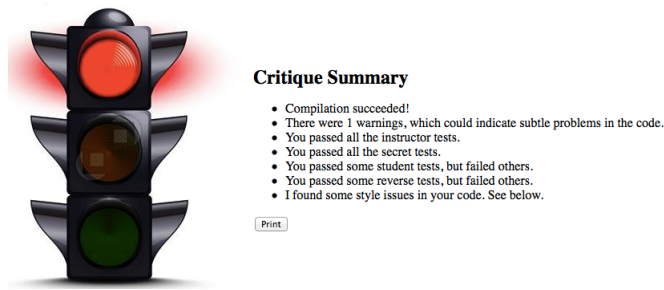 Critique Summary
Compilation succeeded!
There were 1 warnings, which could indicate subtle problems in the code.
You passed all the instructor tests.
You passed all the secret tests.
You passed some student tests, but failed others.
You passed some reverse tests, but failed others.
I found some style issues in your code. See below.
Print